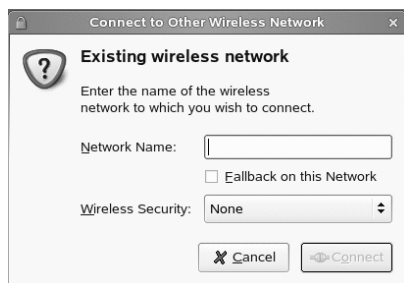 Connect to Other Wireless Network
Existing wireless network
Enter the name of the wireless
network to which you wish to connect.
Network Name:
Fallback on this Network
Wireless Security: None
Cancel Connect